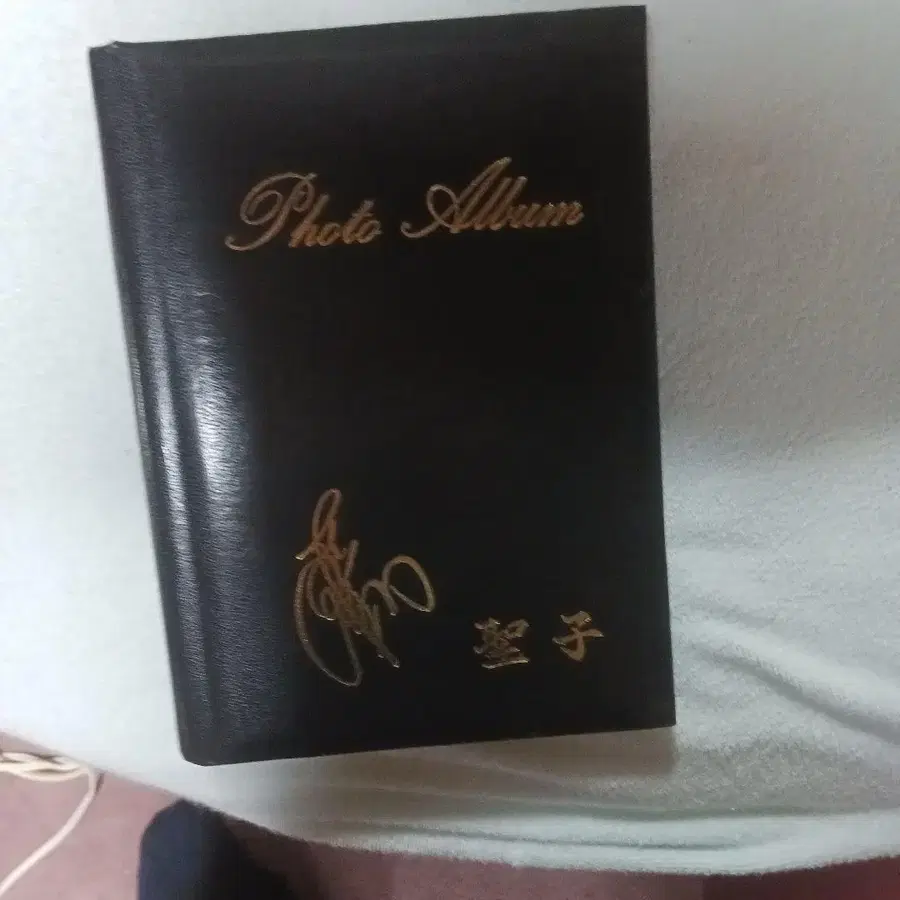 Photo Album
聖子